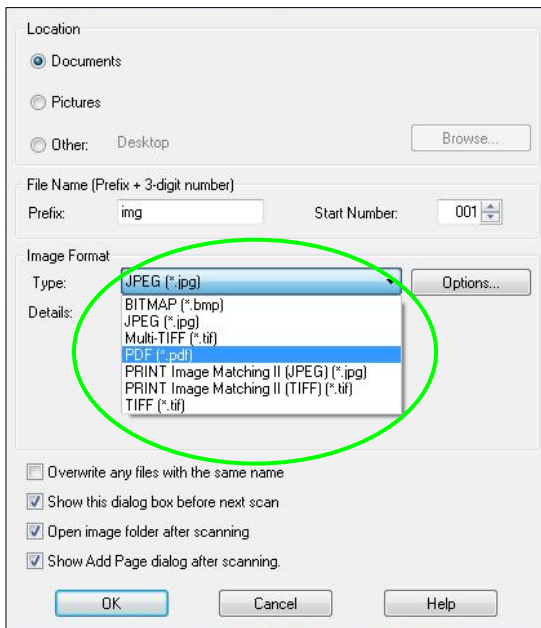 Location
Documents
Pictures
Other: Desktop Browse...
File Name (Prefix + 3-digit number)
Prefix: img Start Number: 001
Image Format
Type: JPEG (*.jpg) Options...
Details: BITMAP (*.bmp)
JPEG (*.jpg)
Multi-TIFF (*.tif)
PDF (*.pdf)
PRINT Image Matching II (JPEG) (*.jpg)
PRINT Image Matching II (TIFF) (*.tif)
TIFF (*.tif)
Overwrite any files with the same name
Show this dialog box before next scan
Open image folder after scanning
Show Add Page dialog after scanning.
OK Cancel Help